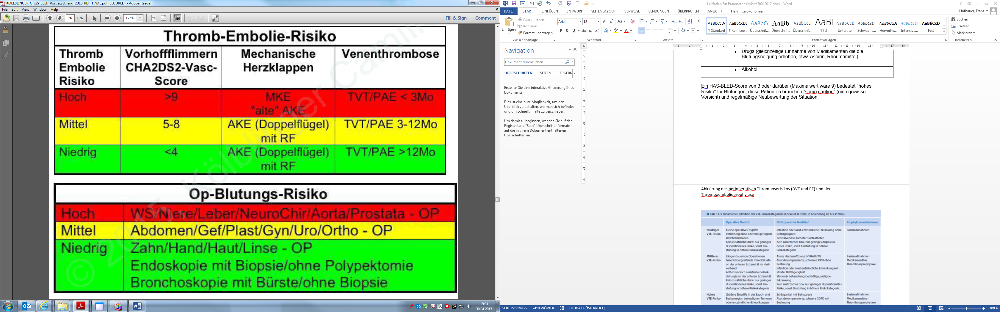 KOELBLINGER_C_IGS_Buch_Vortrag_Alland_2015_PDF_FINAL.pdf (SECURED) - Adobe Reader
File Edit View Window Help
56 / 87 125% Fill & Sign Comment
Thromb-Embolie-Risiko
Thromb Embolie Risiko
Vorhoffflimmern CHA2DS2-Vasc-Score
Mechanische Herzklappen
Venenthrombose
Hoch >9 MKE "alte" AKE TVT/PAE < 3Mo
Mittel 5-8 AKE (Doppelflügel) mit RF TVT/PAE 3-12Mo
Niedrig <4 AKE (Doppelflügel) mit RF TVT/PAE >12Mo
Op-Blutungs-Risiko
Hoch WS/Niere/Leber/NeuroChir/Aorta/Prostata - OP
Mittel Abdomen/Gef/Plast/Gyn/Uro/Ortho - OP
Niedrig Zahn/Hand/Haut/Linse - OP
Endoskopie mit Biopsie/ohne Polypektomie
Bronchoskopie mit Bürste/ohne Biopsie
© 2015, Kölblinger
19:31
30.04.2017
Leitfaden für Präanästhesievisite30042017.docx - Word
DATEI START EINFÜGEN ENTWURF SEITENLAYOUT VERWEISE SENDUNGEN ÜBERPRÜFEN ANSICHT Heilmittelökonomie
Hofbauer, Franz
Einfügen
Ausschneiden
Kopieren
Format übertragen
Zwischenablage
Arial 12
F K U abc x₂ x²
Schriftart
Absatz
AaBbCcDc AaBbCcDc AaBbCc AaBb AaBbCcD AaBl AaBbCcC AaBbCcDc AaBbCcDc AaBbCcDc AaBbCcD
¶ Standard ¶ Kein Lee... Überschrif... Überschrif... Überschrif... Titel Untertitel Schwache... Hervorhe... Intensive... Fett
Formatvorlagen
Suchen
Ersetzen
Markieren
Bearbeiten
Navigation
Dokument durchsuchen
ÜBERSCHRIFTEN SEITEN ERGEBN
Erstellen Sie eine interaktive Gliederung Ihres
Dokuments.
Dies ist eine gute Möglichkeit, um den
Überblick zu behalten, wo man sich befindet,
und um schnell Inhalte zu verschieben.
Um damit zu beginnen, wenden Sie auf der
Registerkarte "Start" Überschriftenformate
auf die in Ihrem Dokument enthaltenen
Überschriften an.
• Drugs (gleichzeitige Einnahme von Medikamenten die die
Blutungsneigung erhöhen, etwa Aspirin, Rheumamittel)
• Alkohol
Ein HAS-BLED-Score von 3 oder darüber (Maximalwert wäre 9) bedeutet "hohes
Risiko" für Blutungen; diese Patienten brauchen "some caution" (eine gewisse
Vorsicht) und regelmäßige Neubewertung der Situation.
Abklärung des perioperativen Thromboserisikos (DVT und PE) und der
Thromboembolieprophylaxe
Tab. 17.3 Inhaltliche Definition der VTE-Risikokategorien. (Encke et al. 2009, in Anlehnung an ACCP 2004)
Operative Medizin Nichtoperative Medizin* Prophylaxemaßnahmen
Niedriges VTE-Risiko
Kleine operative Eingriffe
Verletzung ohne oder mit geringem
Weichteilschaden
Kein zusätzliches bzw. nur geringes
dispositionelles Risiko, sonst Ein-
stufung in höhere Risikokategorie
Infektion oder akut-entzündliche Erkrankung ohne
Bettlägerigkeit
Zentralvenöse Katheter/Portkatheter
Kein zusätzliches bzw. nur geringes dispositio-
nelles Risiko, sonst Einstufung in höhere
Risikokategorie
Basismaßnahmen
Mittleres VTE-Risiko
Länger dauernde Operationen
Gelenkübergreifende Immobilisati-
on der unteren Extremität im Hart-
verband
Arthroskopisch assistierte Gelenk-
chirurgie an der unteren Extremität
Kein zusätzliches bzw. nur geringes
dispositionelles Risiko, sonst Ein-
stufung in höhere Risikokategorie
Akute Herzinsuffizienz (NYHA III/IV)
Akut dekompensierte, schwere COPD ohne
Beatmung
Infektion oder akut-entzündliche Erkrankung mit
strikter Bettlägerigkeit
Stationär behandlungsbedürftige, maligne
Erkrankung
Kein zusätzliches bzw. nur geringes dispositionelles
Risiko, sonst Einstufung in höhere Risikokategorie
Basismaßnahmen
Medikamentöse
Thromboseprophylaxe
Hohes VTE-Risiko
Größere Eingriffe in der Bauch- und
Beckenregion bei malignen Tumoren
oder entzündlichen Erkrankungen
Schlaganfall mit Beinparese
Akut dekompensierte, schwere COPD mit
Beatmung
Basismaßnahmen
Medikamentöse
Thromboseprophylaxe
SEITE 22 VON 25 2419 WÖRTER DEUTSCH (ÖSTERREICH) 100%